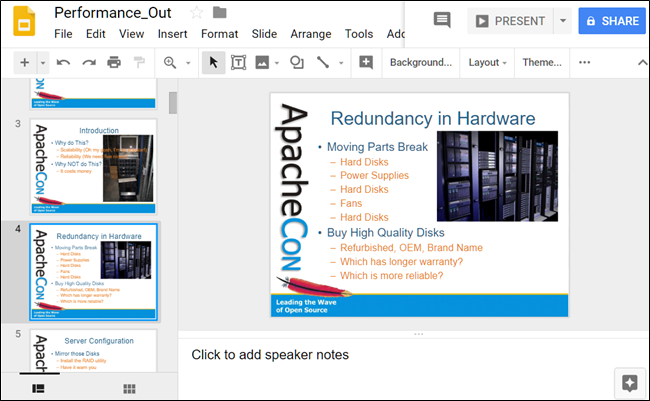 Performance_Out
File Edit View Insert Format Slide Arrange Tools Add
PRESENT
SHARE
Background...
Layout
Theme...
Leading the Wave
of Open Source
3
ApacheCon
Introduction
• Why do This?
– Scalability (Oh my
– Reliability (We
• Why NOT do This?
– It costs money
Leading the Wave
of Open Source
4
ApacheCon
Redundancy in Hardware
• Moving Parts Break
– Hard Disks
– Power Supplies
– Hard Disks
– Fans
– Hard Disks
• Buy High Quality Disks
– Refurbished, OEM, Brand Name
– Which has longer warranty?
– Which is more reliable?
Leading the Wave
of Open Source
5
Apache
Server Configuration
• Mirror those Disks
– Install the RAID utility
– Have it warn you
ApacheCon
Redundancy in Hardware
• Moving Parts Break
– Hard Disks
– Power Supplies
– Hard Disks
– Fans
– Hard Disks
• Buy High Quality Disks
– Refurbished, OEM, Brand Name
– Which has longer warranty?
– Which is more reliable?
Leading the Wave
of Open Source
Click to add speaker notes